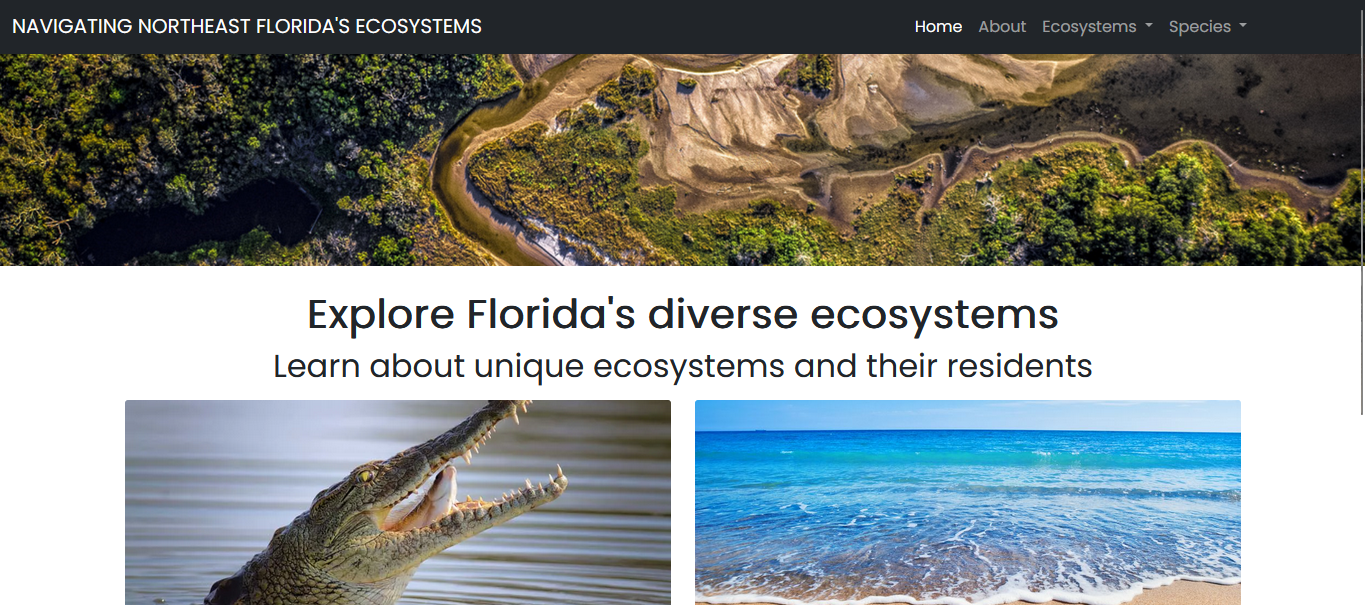 NAVIGATING NORTHEAST FLORIDA'S ECOSYSTEMS
Home About Ecosystems Species
Explore Florida's diverse ecosystems
Learn about unique ecosystems and their residents